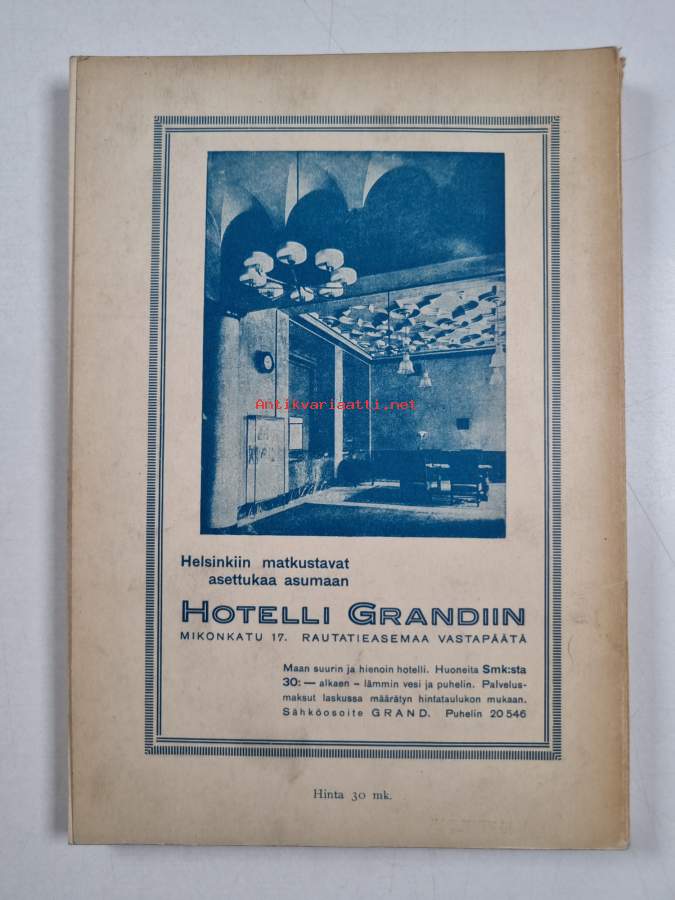 Antikvariaatti.net
Helsinkiin matkustavat
asettukaa asumaan
HOTELLI GRANDIIN
MIKONKATU 17. RAUTATIEASEMAA VASTAPÄÄTÄ
Maan suurin ja hienoin hotelli. Huoneita Smk:sta
30: — alkaen – lämmin vesi ja puhelin. Palvelus-
maksut laskussa määrätyn hintataulukon mukaan.
Sähköosoite GRAND. Puhelin 20 546
Hinta 30 mk.